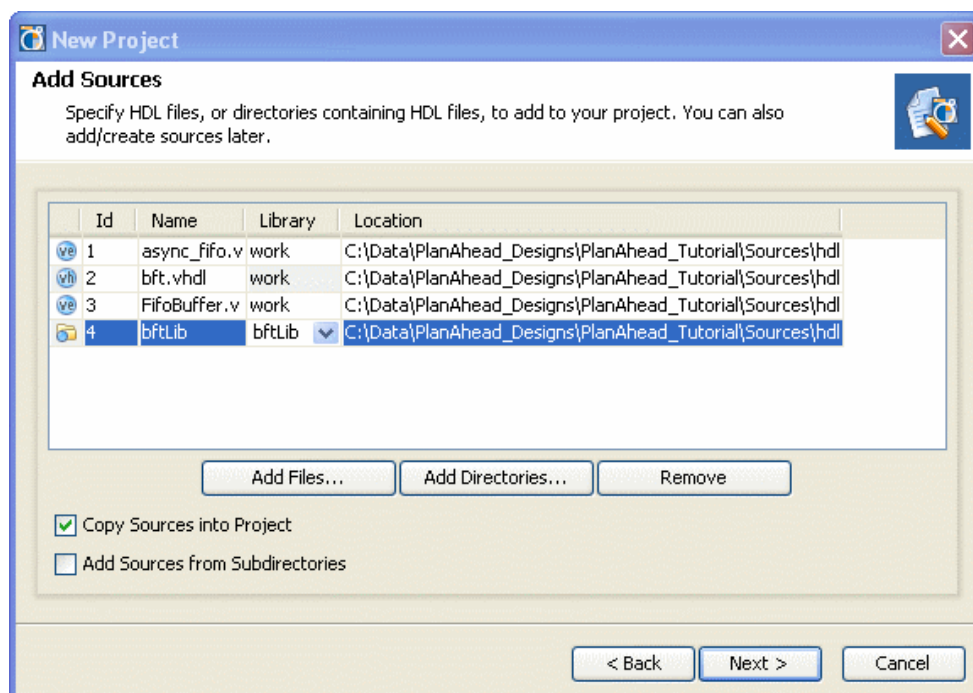 New Project
Add Sources
Specify HDL files, or directories containing HDL files, to add to your project. You can also
add/create sources later.
Id Name Library Location
ve 1 async_fifo.v work C:\Data\PlanAhead_Designs\PlanAhead_Tutorial\Sources\hdl
vh 2 bft.vhdl work C:\Data\PlanAhead_Designs\PlanAhead_Tutorial\Sources\hdl
ve 3 FifoBuffer.v work C:\Data\PlanAhead_Designs\PlanAhead_Tutorial\Sources\hdl
4 bftLib bftLib C:\Data\PlanAhead_Designs\PlanAhead_Tutorial\Sources\hdl
Add Files... Add Directories... Remove
Copy Sources into Project
Add Sources from Subdirectories
< Back Next > Cancel